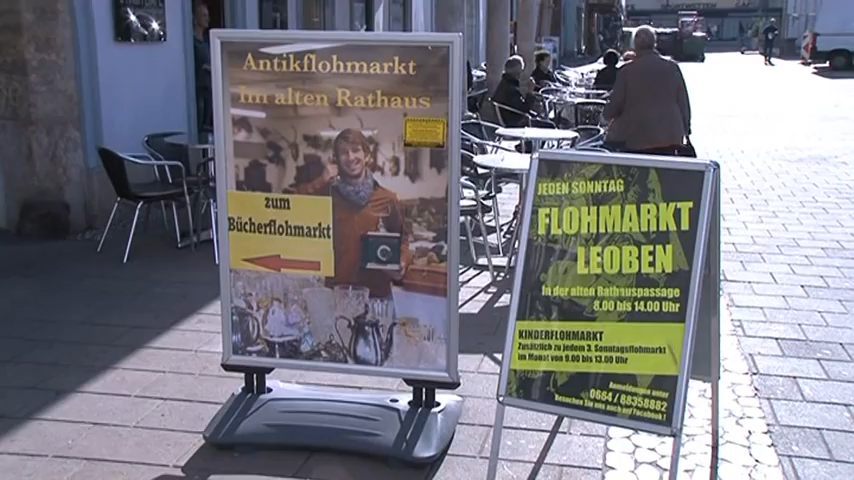 Antikflohmarkt
Im alten Rathaus
zum
Bücherflohmarkt
JEDEN SONNTAG
FLOHMARKT
LEOBEN
In der alten Rathauspassage
8.00 bis 14.00 Uhr
KINDERFLOHMARKT
Zusätzlich zu jedem 3. Sonntagsflohmarkt
im Monat von 9.00 bis 13.00 Uhr
Anmeldungen unter
0664 / 88358882
Besuchen Sie uns auch auf Facebook!